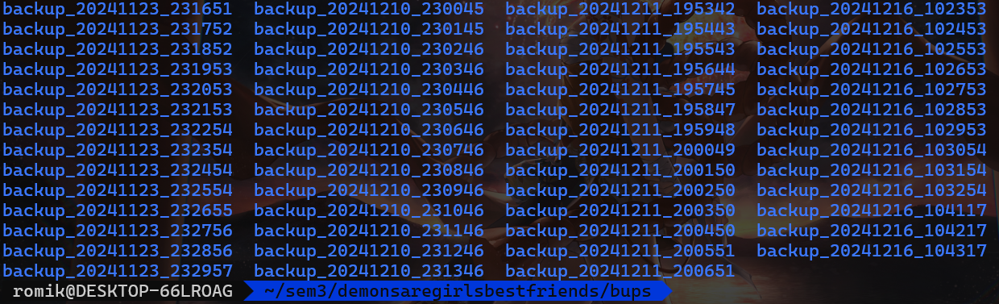 backup_20241123_231651 backup_20241210_230045 backup_20241211_195342 backup_20241216_102353
backup_20241123_231752 backup_20241210_230145 backup_20241211_195443 backup_20241216_102453
backup_20241123_231852 backup_20241210_230246 backup_20241211_195543 backup_20241216_102553
backup_20241123_231953 backup_20241210_230346 backup_20241211_195644 backup_20241216_102653
backup_20241123_232053 backup_20241210_230446 backup_20241211_195745 backup_20241216_102753
backup_20241123_232153 backup_20241210_230546 backup_20241211_195847 backup_20241216_102853
backup_20241123_232254 backup_20241210_230646 backup_20241211_195948 backup_20241216_102953
backup_20241123_232354 backup_20241210_230746 backup_20241211_200049 backup_20241216_103054
backup_20241123_232454 backup_20241210_230846 backup_20241211_200150 backup_20241216_103154
backup_20241123_232554 backup_20241210_230946 backup_20241211_200250 backup_20241216_103254
backup_20241123_232655 backup_20241210_231046 backup_20241211_200350 backup_20241216_104117
backup_20241123_232756 backup_20241210_231146 backup_20241211_200450 backup_20241216_104217
backup_20241123_232856 backup_20241210_231246 backup_20241211_200551 backup_20241216_104317
backup_20241123_232957 backup_20241210_231346 backup_20241211_200651
romik@DESKTOP-66LROAG ~/sem3/demonsaregirlsbestfriends/bups